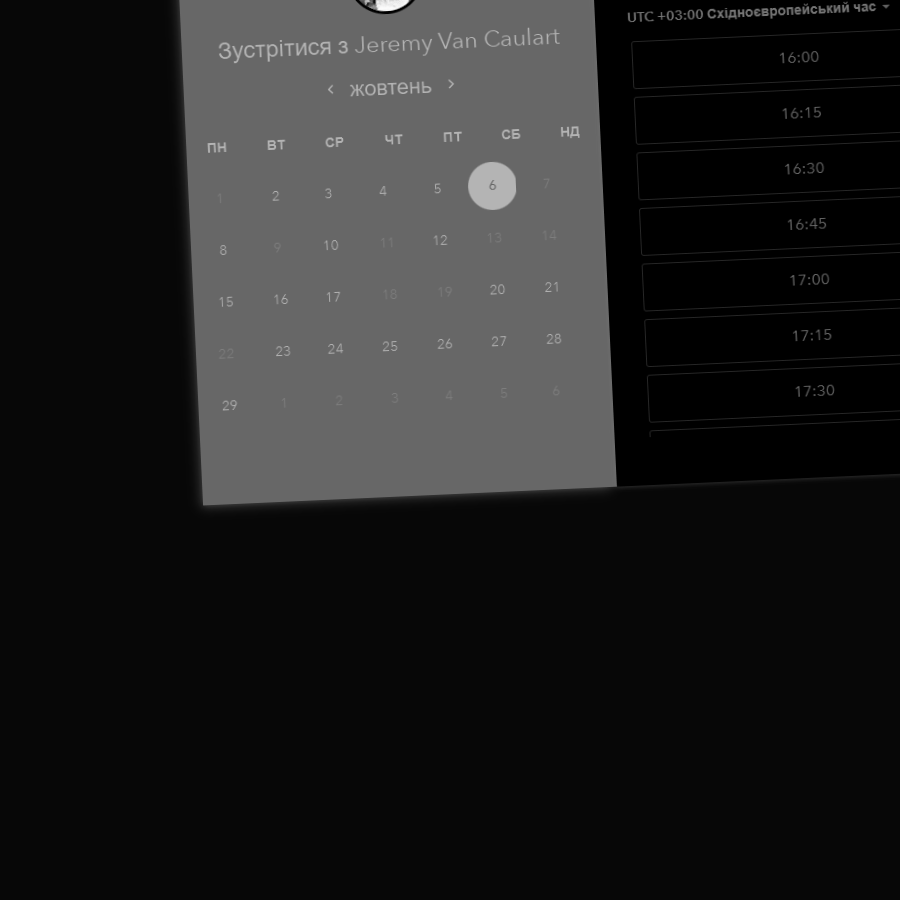 Зустрітися з Jeremy Van Caulart
‹ жовтень ›
ПН ВТ СР ЧТ ПТ СБ НД
1 2 3 4 5 6 7
8 9 10 11 12 13 14
15 16 17 18 19 20 21
22 23 24 25 26 27 28
29 1 2 3 4 5 6
UTC +03:00 Східноєвропейський час
16:00
16:15
16:30
16:45
17:00
17:15
17:30